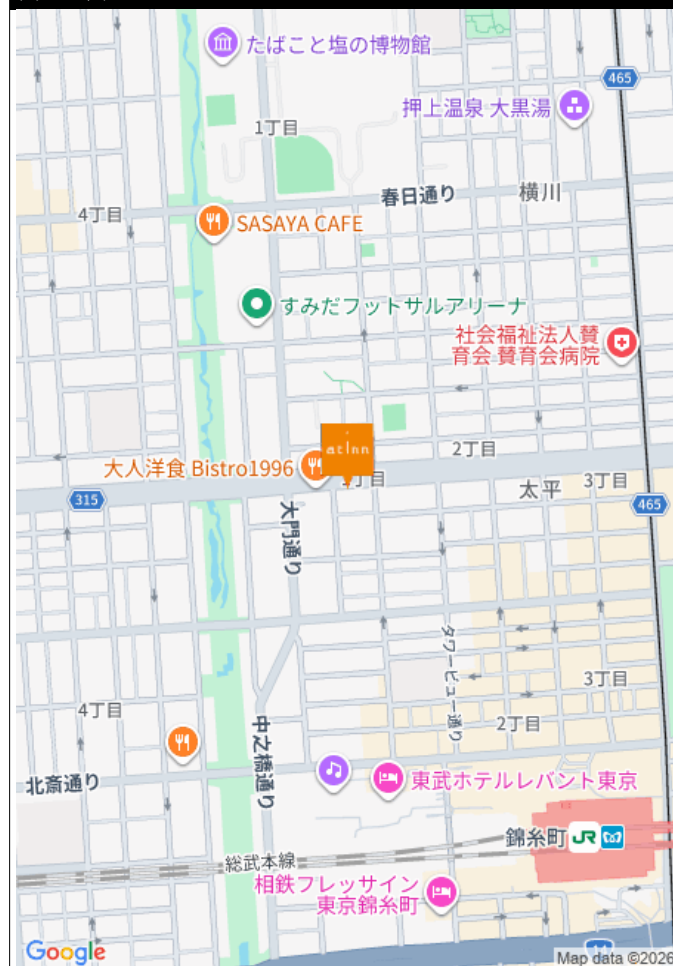 たばこと塩の博物館
465
押上温泉 大黒湯
1丁目
春日通り
横川
4丁目
SASAYA CAFE
すみだフットサルアリーナ
社会福祉法人賛
育会 賛育会病院
atinn
2丁目
大人洋食 Bistro1996
丁目
3丁目
太平
315
465
大門通り
タワービュー通り
3丁目
4丁目
2丁目
中之橋通り
北斎通り
東武ホテルレバント東京
錦糸町 JR
総武本線
相鉄フレッサイン
東京錦糸町
Google
Map data ©2026